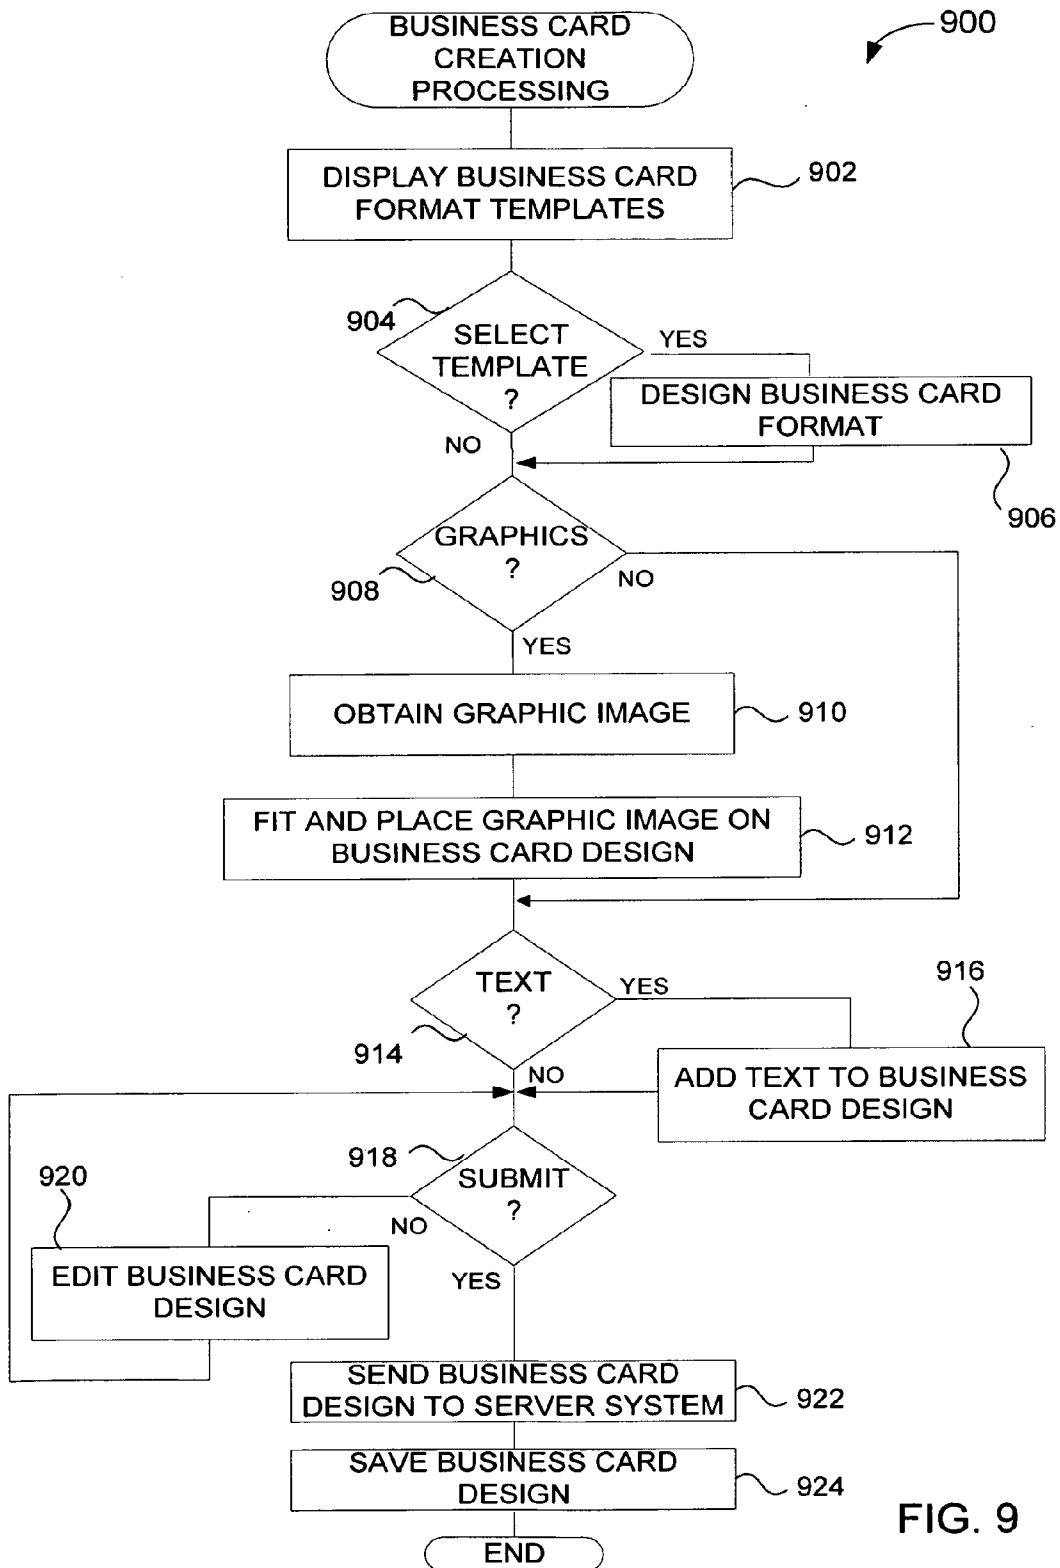 BUSINESS CARD
CREATION
PROCESSING
900
DISPLAY BUSINESS CARD
FORMAT TEMPLATES
902
904
SELECT
TEMPLATE
?
YES
NO
DESIGN BUSINESS CARD
FORMAT
906
GRAPHICS
?
908
NO
YES
OBTAIN GRAPHIC IMAGE
910
FIT AND PLACE GRAPHIC IMAGE ON
BUSINESS CARD DESIGN
912
TEXT
?
YES
914
NO
916
ADD TEXT TO BUSINESS
CARD DESIGN
918
SUBMIT
?
NO
YES
920
EDIT BUSINESS CARD
DESIGN
SEND BUSINESS CARD
DESIGN TO SERVER SYSTEM
922
SAVE BUSINESS CARD
DESIGN
924
END
FIG. 9